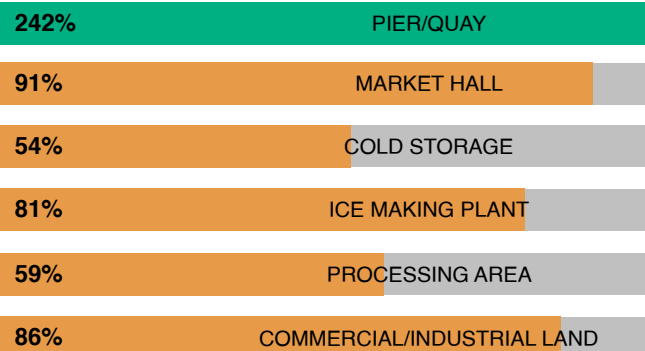 242% PIER/QUAY
91% MARKET HALL
54% COLD STORAGE
81% ICE MAKING PLANT
59% PROCESSING AREA
86% COMMERCIAL/INDUSTRIAL LAND